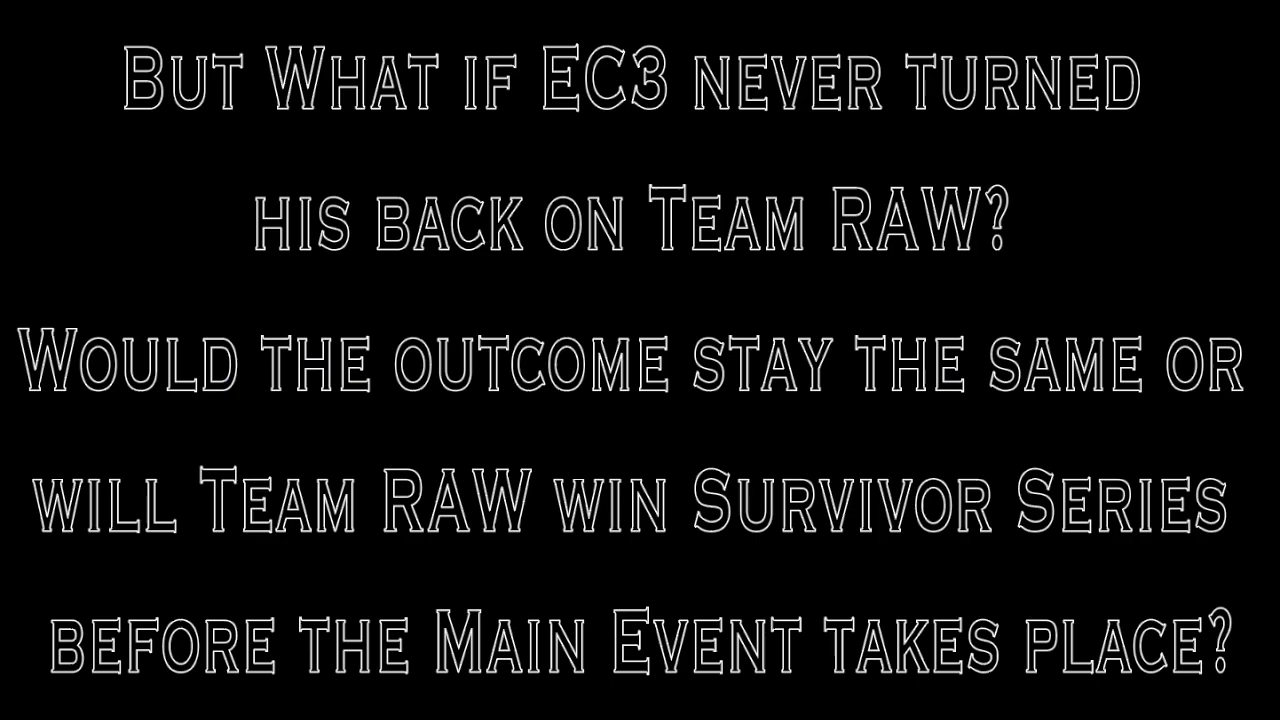 But What if EC3 never turned
his back on Team RAW?
Would the outcome stay the same or
will Team RAW win Survivor Series
before the Main Event takes place?